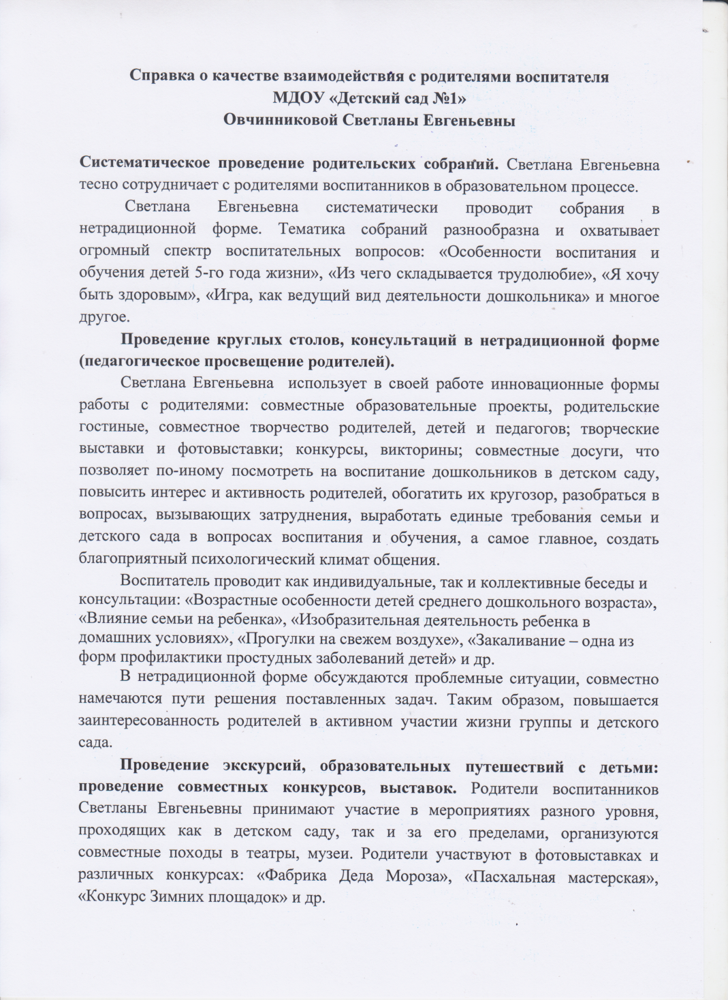 Справка о качестве взаимодействия с родителями воспитателя
МДОУ «Детский сад №1»
Овчинниковой Светланы Евгеньевны
Систематическое проведение родительских собраний. Светлана Евгеньевна
тесно сотрудничает с родителями воспитанников в образовательном процессе.
Светлана Евгеньевна систематически проводит собрания в
нетрадиционной форме. Тематика собраний разнообразна и охватывает
огромный спектр воспитательных вопросов: «Особенности воспитания и
обучения детей 5-го года жизни», «Из чего складывается трудолюбие», «Я хочу
быть здоровым», «Игра, как ведущий вид деятельности дошкольника» и многое
другое.
Проведение круглых столов, консультаций в нетрадиционной форме
(педагогическое просвещение родителей).
Светлана Евгеньевна использует в своей работе инновационные формы
работы с родителями: совместные образовательные проекты, родительские
гостиные, совместное творчество родителей, детей и педагогов; творческие
выставки и фотовыставки; конкурсы, викторины; совместные досуги, что
позволяет по-иному посмотреть на воспитание дошкольников в детском саду,
повысить интерес и активность родителей, обогатить их кругозор, разобраться в
вопросах, вызывающих затруднения, выработать единые требования семьи и
детского сада в вопросах воспитания и обучения, а самое главное, создать
благоприятный психологический климат общения.
Воспитатель проводит как индивидуальные, так и коллективные беседы и
консультации: «Возрастные особенности детей среднего дошкольного возраста»,
«Влияние семьи на ребенка», «Изобразительная деятельность ребенка в
домашних условиях», «Прогулки на свежем воздухе», «Закаливание – одна из
форм профилактики простудных заболеваний детей» и др.
В нетрадиционной форме обсуждаются проблемные ситуации, совместно
намечаются пути решения поставленных задач. Таким образом, повышается
заинтересованность родителей в активном участии жизни группы и детского
сада.
Проведение экскурсий, образовательных путешествий с детьми:
проведение совместных конкурсов, выставок. Родители воспитанников
Светланы Евгеньевны принимают участие в мероприятиях разного уровня,
проходящих как в детском саду, так и за его пределами, организуются
совместные походы в театры, музеи. Родители участвуют в фотовыставках и
различных конкурсах: «Фабрика Деда Мороза», «Пасхальная мастерская»,
«Конкурс Зимних площадок» и др.